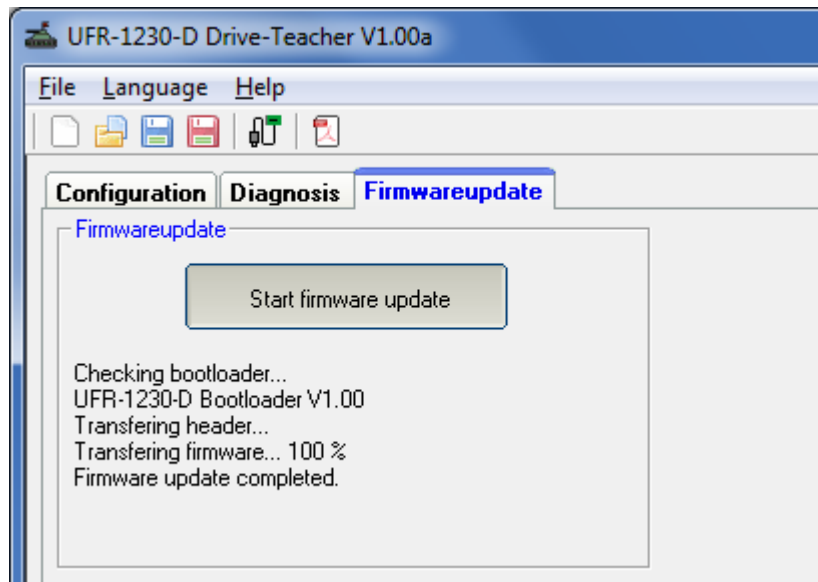 UFR-1230-D Drive-Teacher V1.00a
File Language Help
Configuration Diagnosis Firmwareupdate
Firmwareupdate
Start firmware update
Checking bootloader...
UFR-1230-D Bootloader V1.00
Transfering header...
Transfering firmware... 100 %
Firmware update completed.